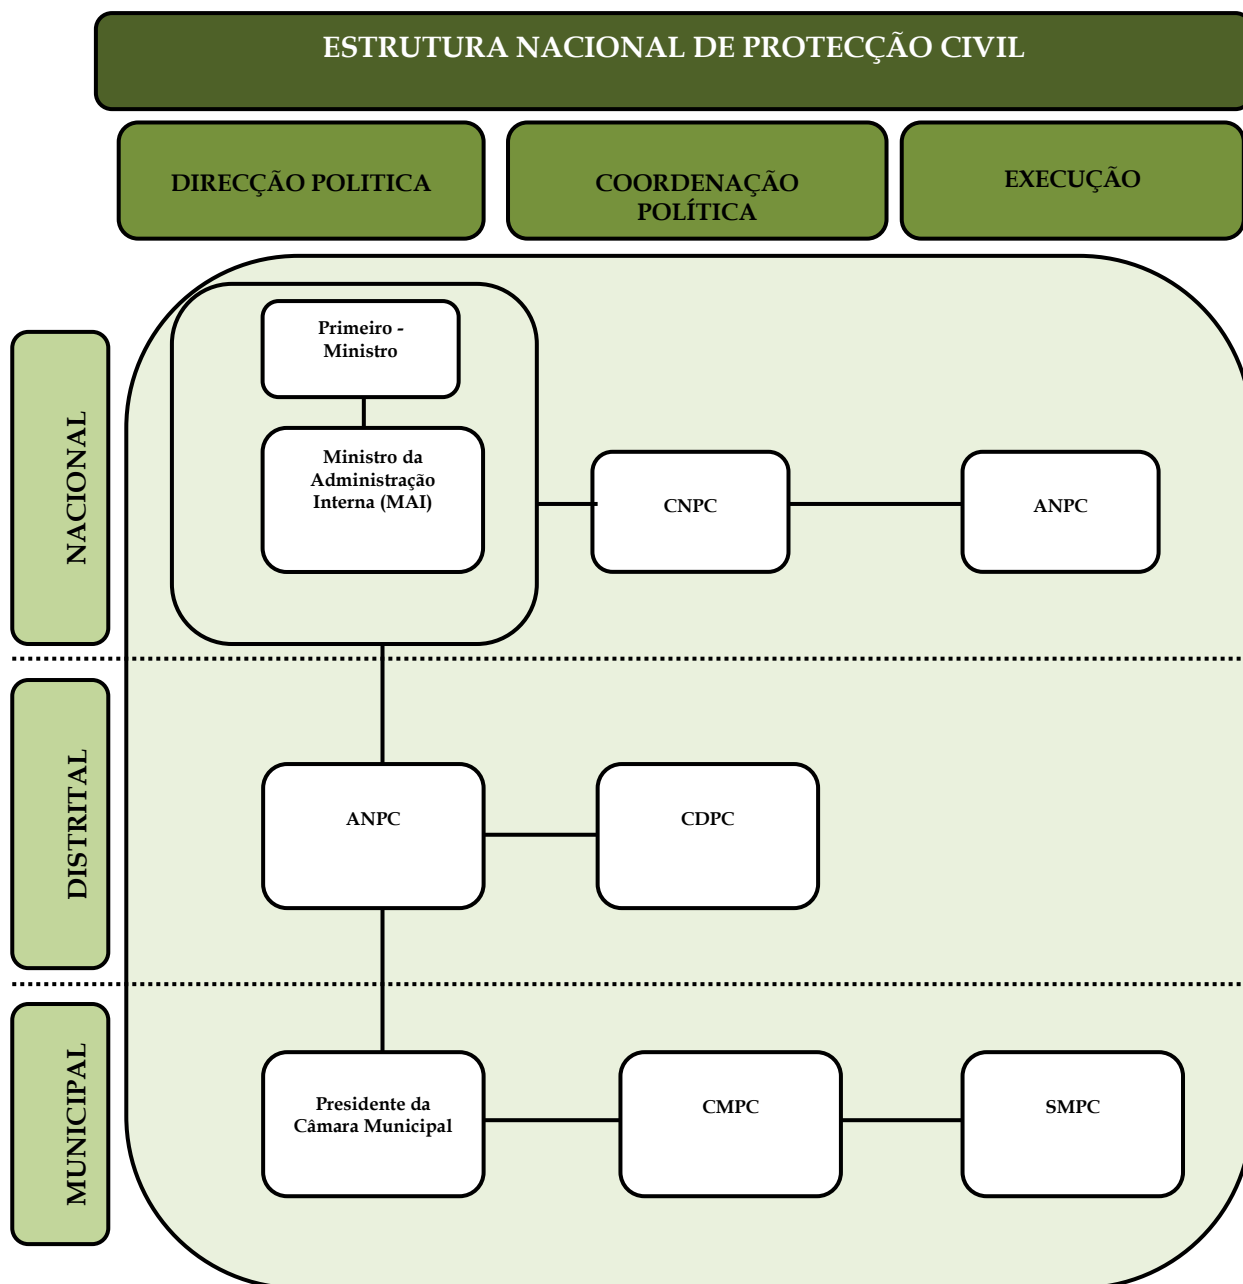 ESTRUTURA NACIONAL DE PROTECÇÃO CIVIL
DIRECÇÃO POLITICA
COORDENAÇÃO
POLÍTICA
EXECUÇÃO
NACIONAL
Primeiro -
Ministro
Ministro da
Administração
Interna (MAI)
CNPC
ANPC
DISTRITAL
ANPC
CDPC
MUNICIPAL
Presidente da
Câmara Municipal
CMPC
SMPC